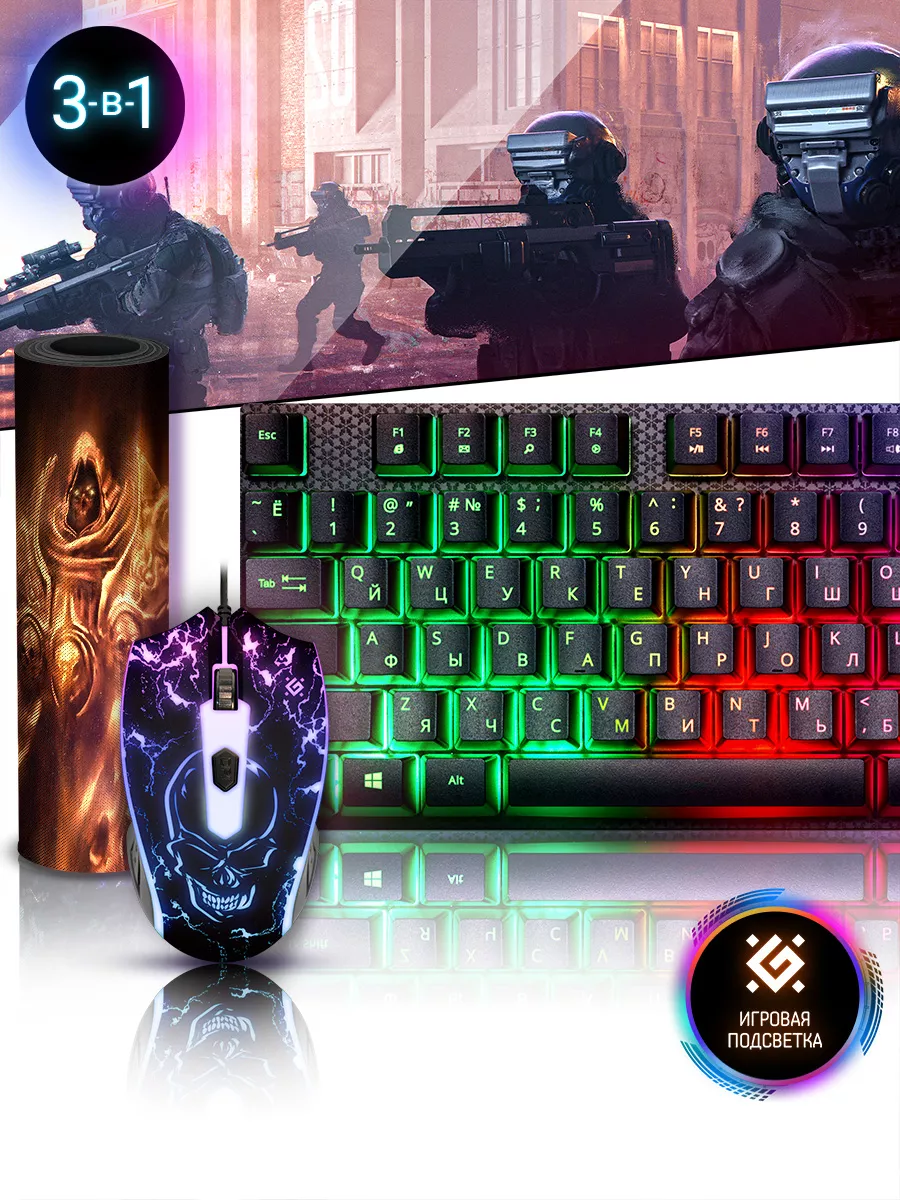 3-в-1
Esc F1 F2 F3 F4 F5 F6 F7 F8
~ Ё ` ! 1 @ " 2 # № 3 $ ; 4 % 5 ^ : 6 & ? 7 * 8 ( 9
Tab Q Й W Ц E У R К T Е Y Н U Г I Ш O
A Ф S Ы D В F А G П H Р J О K Л
Z Я X Ч C С V М B И N Т M Ь < , Б
Alt
ИГРОВАЯ
ПОДСВЕТКА